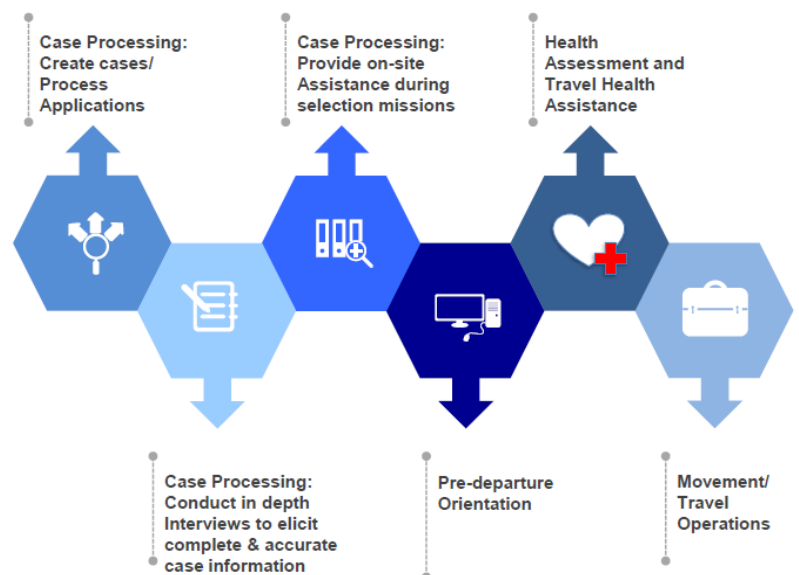 Case Processing:
Create cases/
Process
Applications
Case Processing:
Provide on-site
Assistance during
selection missions
Health
Assessment and
Travel Health
Assistance
Case Processing:
Conduct in depth
Interviews to elicit
complete & accurate
case information
Pre-departure
Orientation
Movement/
Travel
Operations